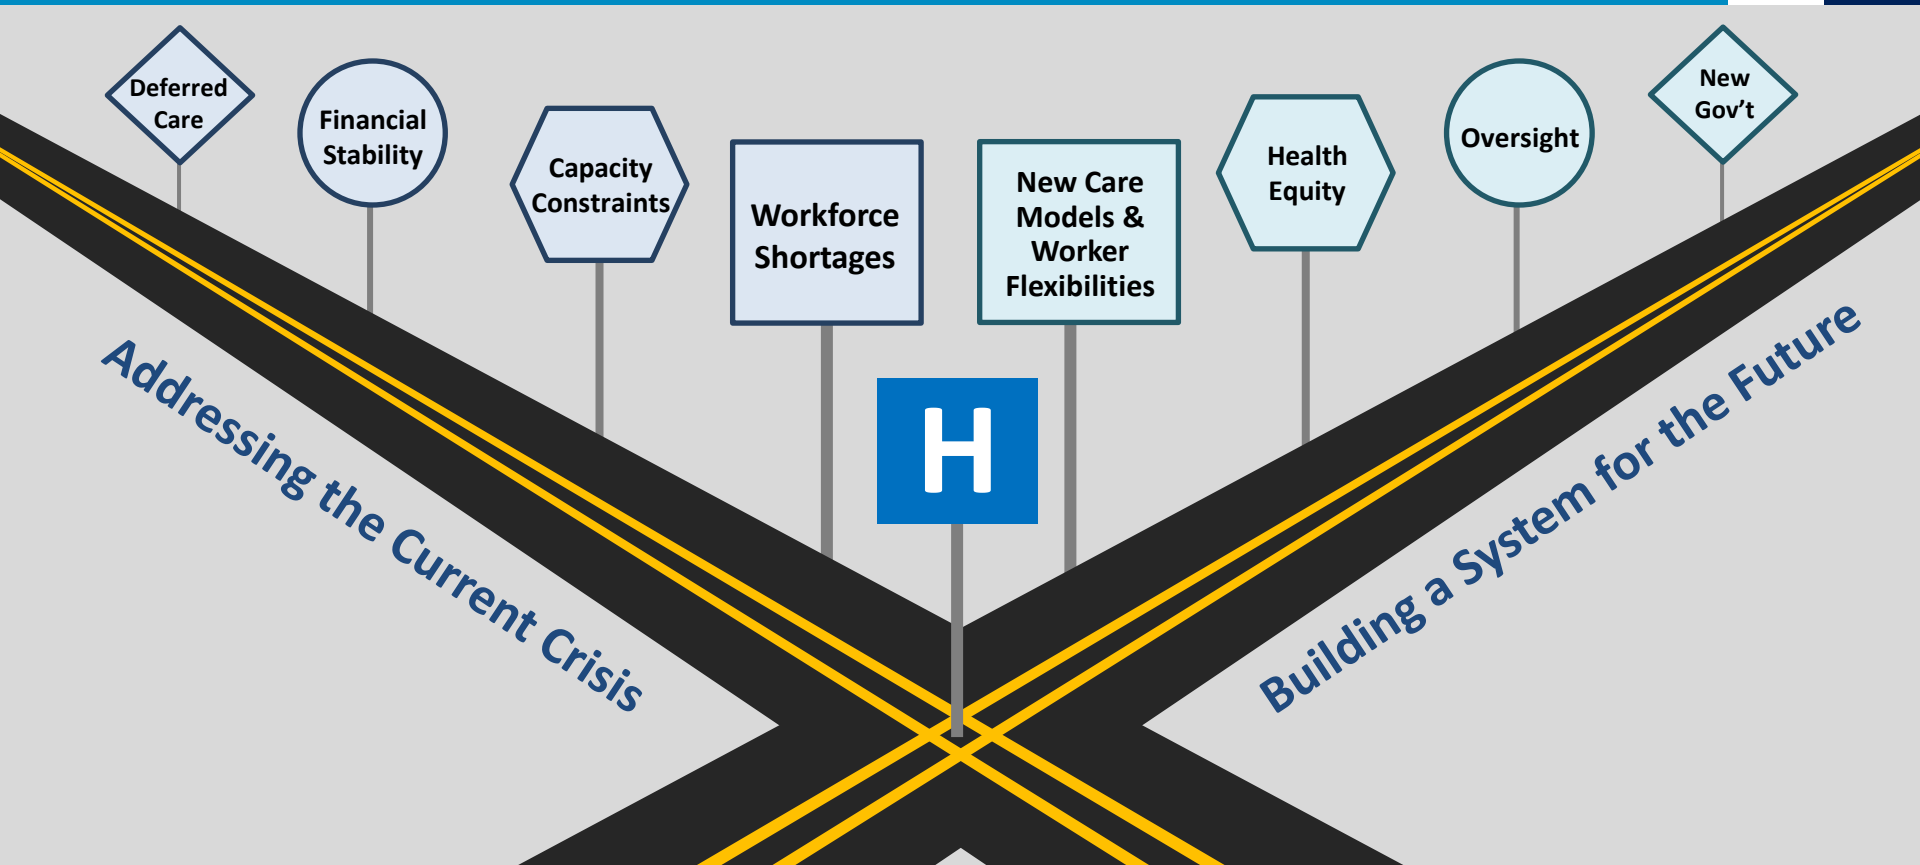 Deferred
Care
Financial
Stability
Capacity
Constraints
Workforce
Shortages
New Care
Models &
Worker
Flexibilities
Health
Equity
Oversight
New
Gov't
H
Addressing the Current Crisis
Building a System for the Future